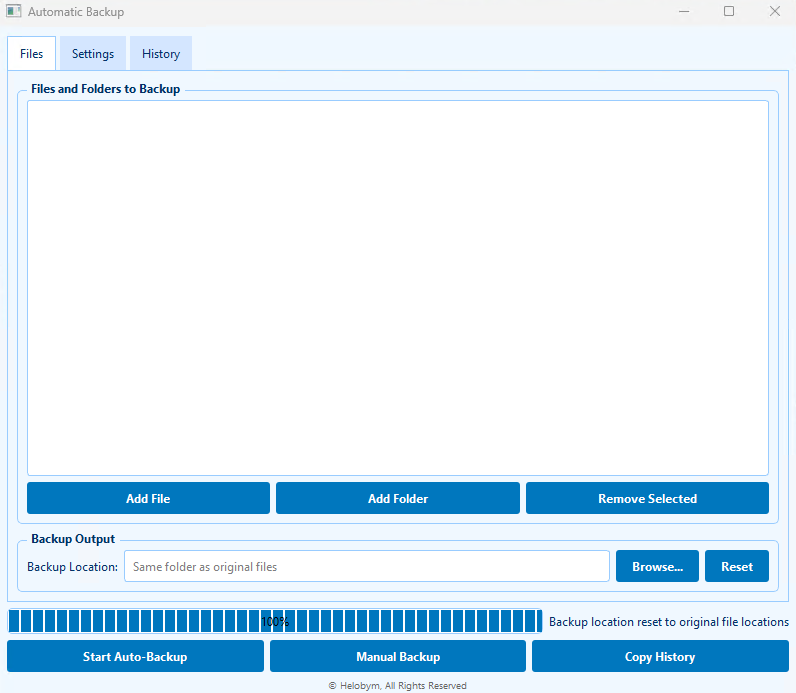 Automatic Backup
Files Settings History
Files and Folders to Backup
Add File Add Folder Remove Selected
Backup Output
Backup Location: Same folder as original files Browse... Reset
100% Backup location reset to original file locations
Start Auto-Backup Manual Backup Copy History
© Helobym, All Rights Reserved